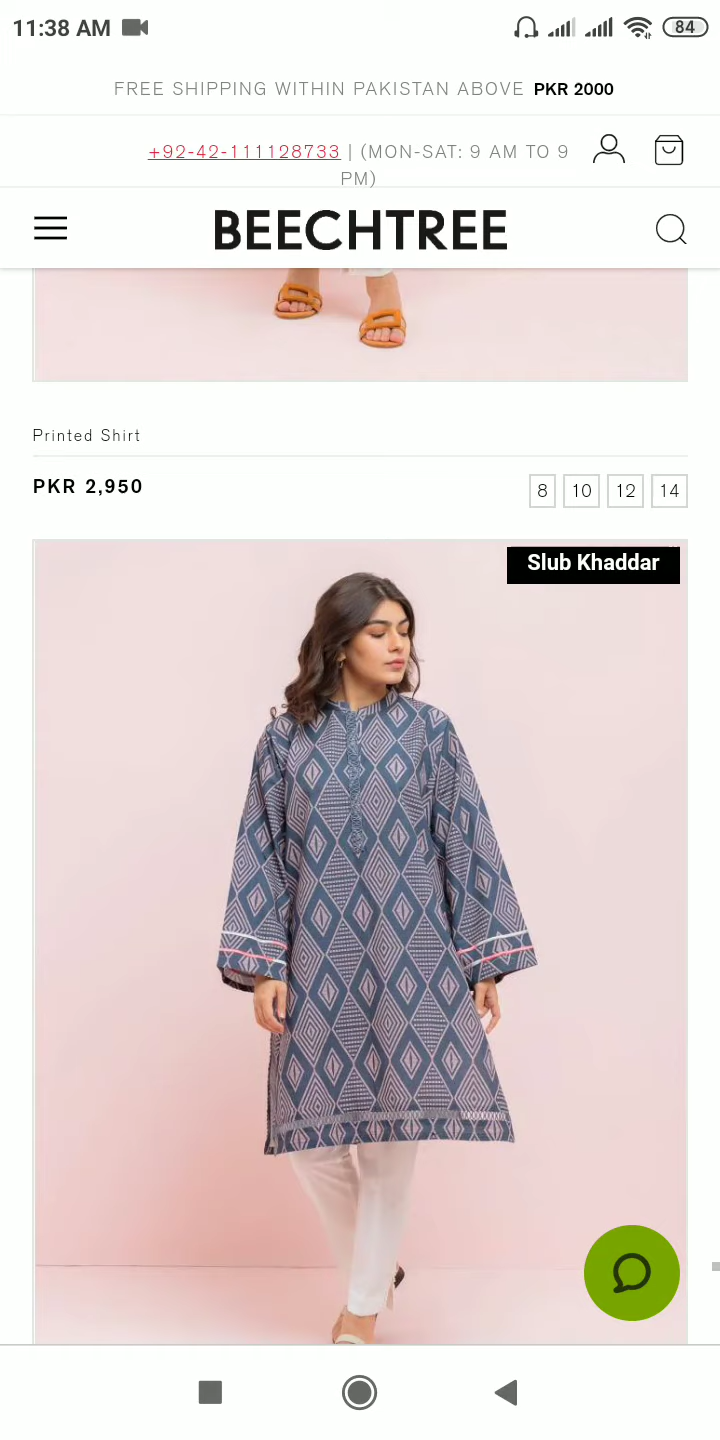 11:38 AM
84
FREE SHIPPING WITHIN PAKISTAN ABOVE PKR 2000
+92-42-111128733 | (MON-SAT: 9 AM TO 9
PM)
BEECHTREE
Printed Shirt
PKR 2,950
8 10 12 14
Slub Khaddar